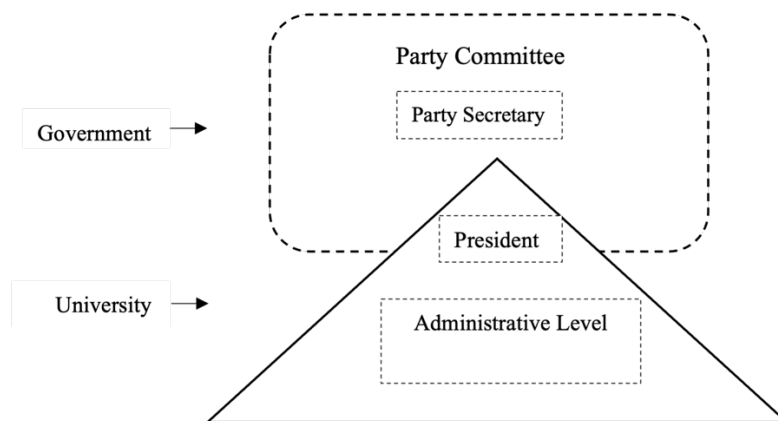 Party Committee
Party Secretary
Government
President
University
Administrative Level